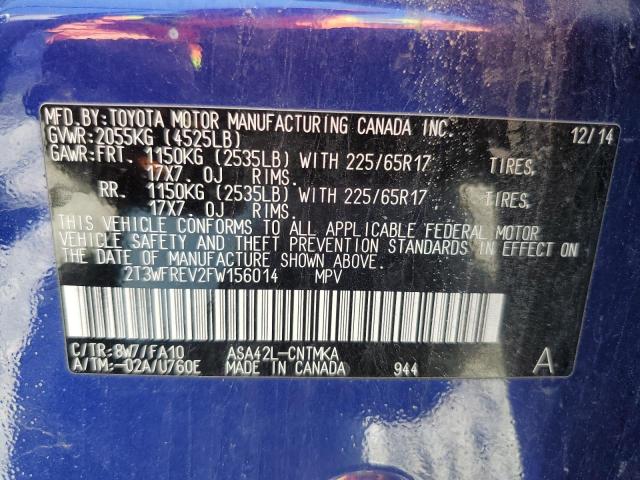 MFD.BY:TOYOTA MOTOR MANUFACTURING CANADA INC. 12/14
GVWR:2055KG (4525LB)
GAWR:FRT. 1150KG (2535LB) WITH 225/65R17 TIRES,
17X7.0J RIMS.
RR. 1150KG (2535LB) WITH 225/65R17 TIRES,
17X7.0J RIMS.
THIS VEHICLE CONFORMS TO ALL APPLICABLE FEDERAL MOTOR
VEHICLE SAFETY AND THEFT PREVENTION STANDARDS IN EFFECT ON
THE DATE OF MANUFACTURE SHOWN ABOVE.
2T3WFREV2FW156014 MPV
C/TR:8W7/FA10 ASA42L-CNTMKA
A/TM:-02A/U760E MADE IN CANADA 944 A